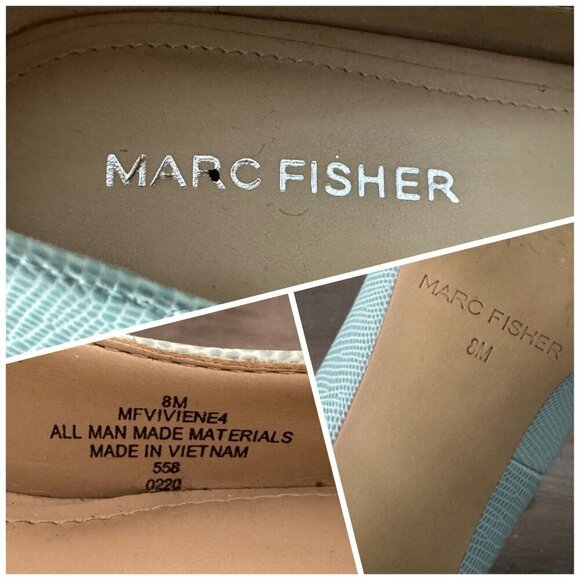 MARC FISHER
8M
MFVIVIENE4
ALL MAN MADE MATERIALS
MADE IN VIETNAM
558
0220
MARC FISHER
8M